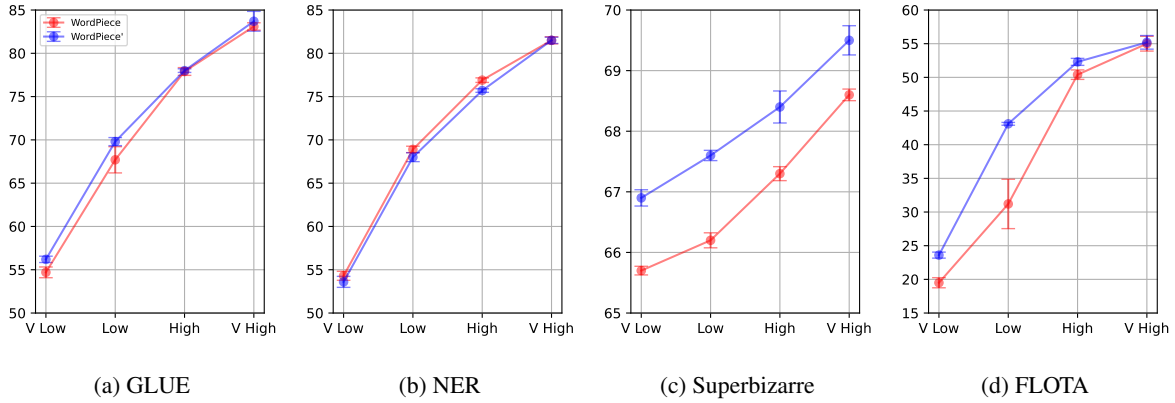 85
80
75
70
65
60
55
50
V Low
Low
High
V High
WordPiece
WordPiece'
(a) GLUE
85
80
75
70
65
60
55
50
V Low
Low
High
V High
(b) NER
70
69
68
67
66
65
V Low
Low
High
V High
(c) Superbizarre
60
55
50
45
40
35
30
25
20
15
V Low
Low
High
V High
(d) FLOTA